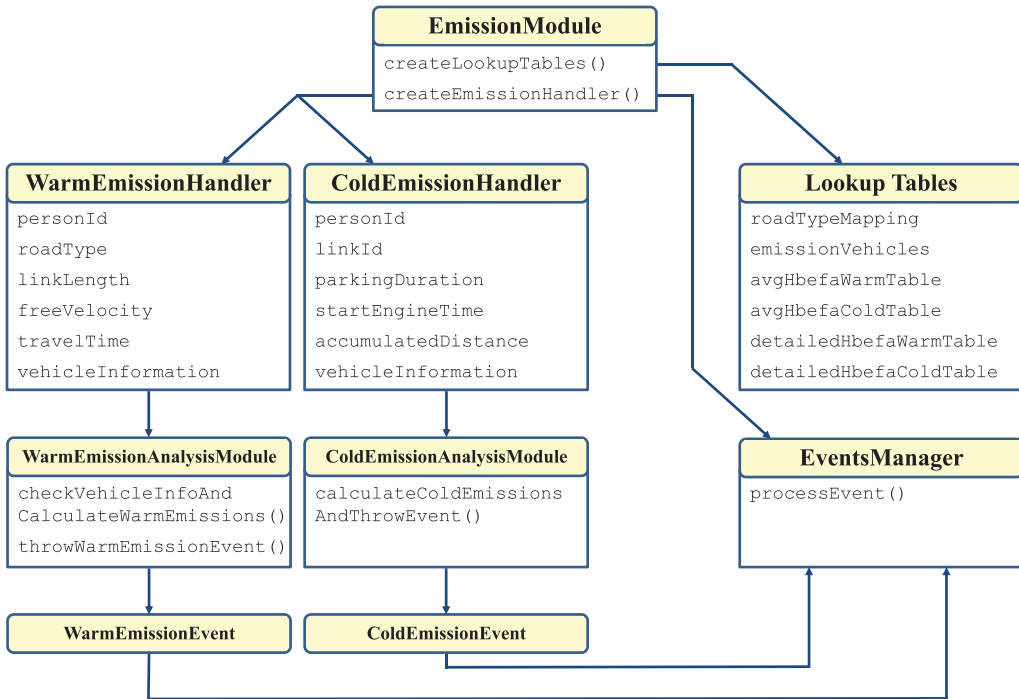 EmissionModule
createLookupTables()
createEmissionHandler()
WarmEmissionHandler
personId
roadType
linkLength
freeVelocity
travelTime
vehicleInformation
ColdEmissionHandler
personId
linkId
parkingDuration
startEngineTime
accumulatedDistance
vehicleInformation
Lookup Tables
roadTypeMapping
emissionVehicles
avgHbefaWarmTable
avgHbefaColdTable
detailedHbefaWarmTable
detailedHbefaColdTable
WarmEmissionAnalysisModule
checkVehicleInfoAnd
CalculateWarmEmissions()
throwWarmEmissionEvent()
ColdEmissionAnalysisModule
calculateColdEmissions
AndThrowEvent()
EventsManager
processEvent()
WarmEmissionEvent
ColdEmissionEvent